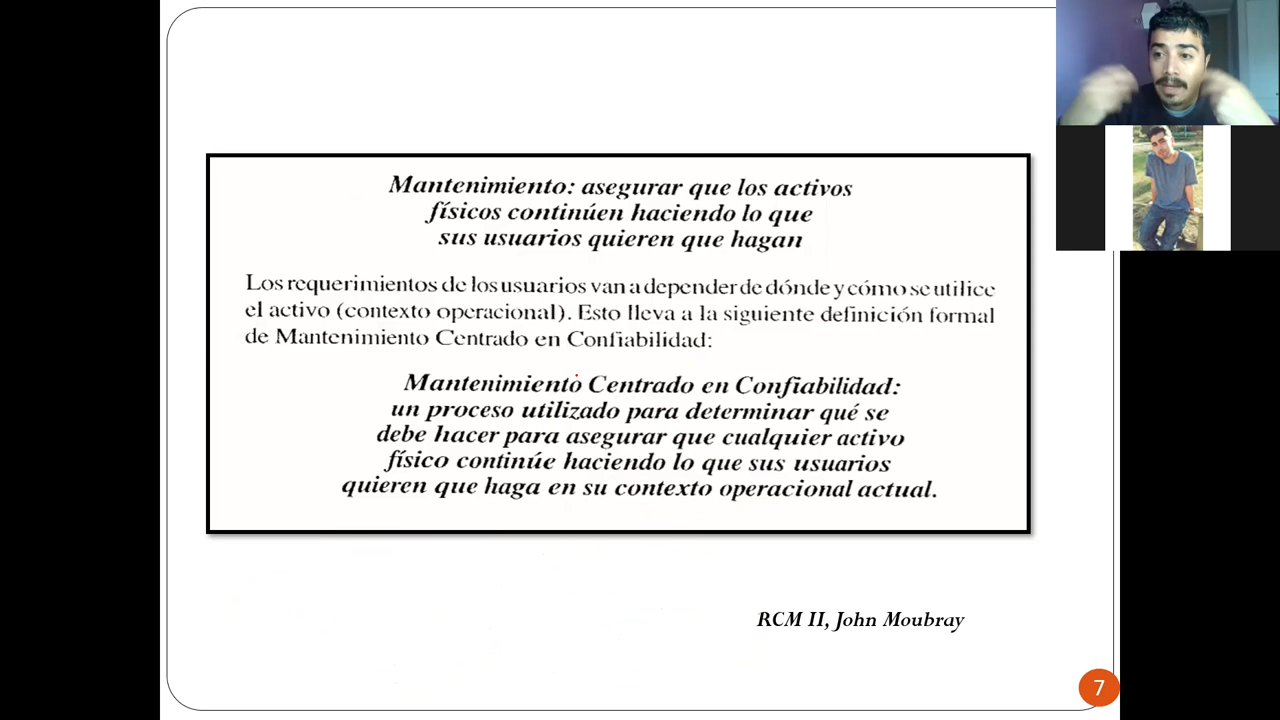 Mantenimiento: asegurar que los activos
físicos continúen haciendo lo que
sus usuarios quieren que hagan
Los requerimientos de los usuarios van a depender de dónde y cómo se utilice
el activo (contexto operacional). Esto lleva a la siguiente definición formal
de Mantenimiento Centrado en Confiabilidad:
Mantenimiento Centrado en Confiabilidad:
un proceso utilizado para determinar qué se
debe hacer para asegurar que cualquier activo
físico continúe haciendo lo que sus usuarios
quieren que haga en su contexto operacional actual.
RCM II, John Moubray
7